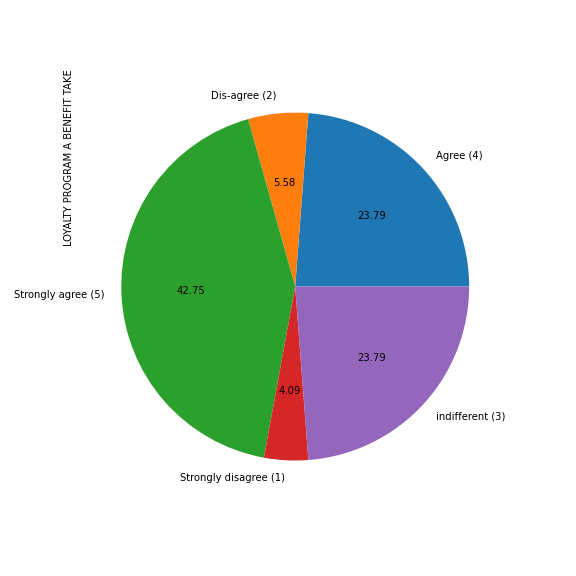 LOYALTY PROGRAM A BENEFIT TAKE
Dis-agree (2)
Agree (4)
5.58
23.79
Strongly agree (5)
42.75
23.79
4.09
indifferent (3)
Strongly disagree (1)